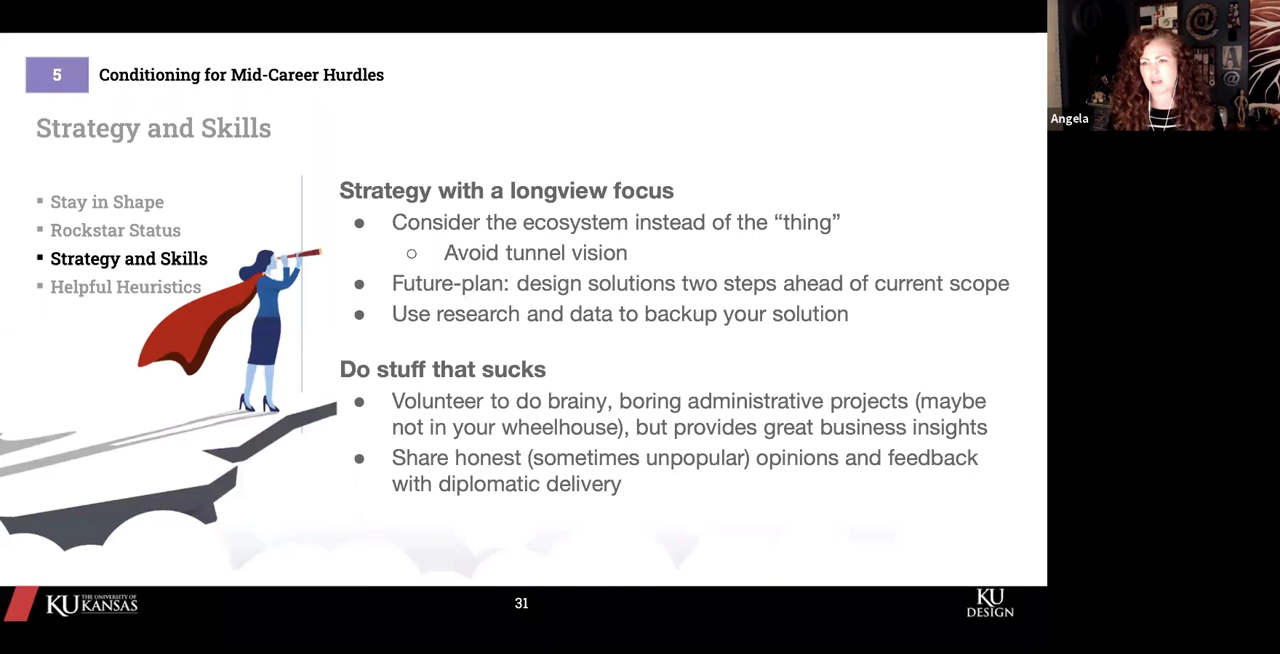 5
Conditioning for Mid-Career Hurdles
Strategy and Skills
▪ Stay in Shape
▪ Rockstar Status
▪ Strategy and Skills
▪ Helpful Heuristics
Strategy with a longview focus
● Consider the ecosystem instead of the “thing”
○ Avoid tunnel vision
● Future-plan: design solutions two steps ahead of current scope
● Use research and data to backup your solution
Do stuff that sucks
● Volunteer to do brainy, boring administrative projects (maybe
not in your wheelhouse), but provides great business insights
● Share honest (sometimes unpopular) opinions and feedback
with diplomatic delivery
Angela
@
A
@
KU THE UNIVERSITY OF
KANSAS
31
KU
DESIGN